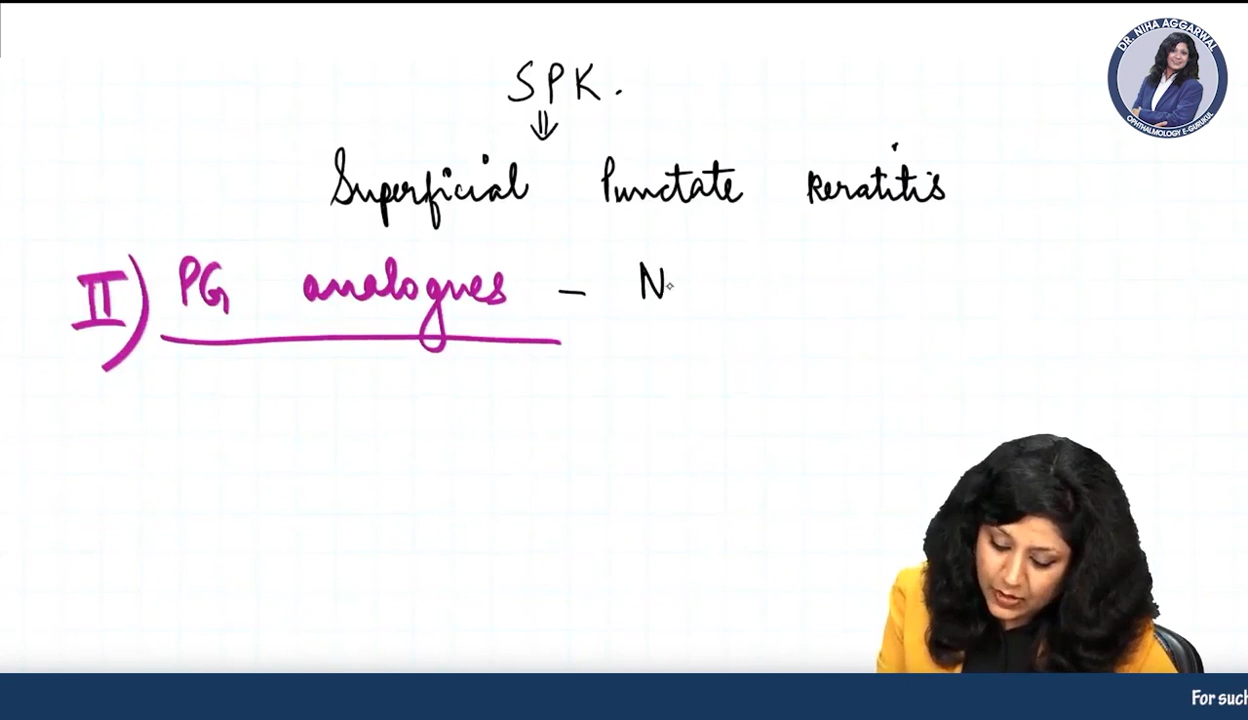 DR. NIHA AGGARWAL
OPHTHALMOLOGY E-GURUKUL
SPK.
⇓
Superficial Punctate Keratitis
II) PG analogues – N
For such